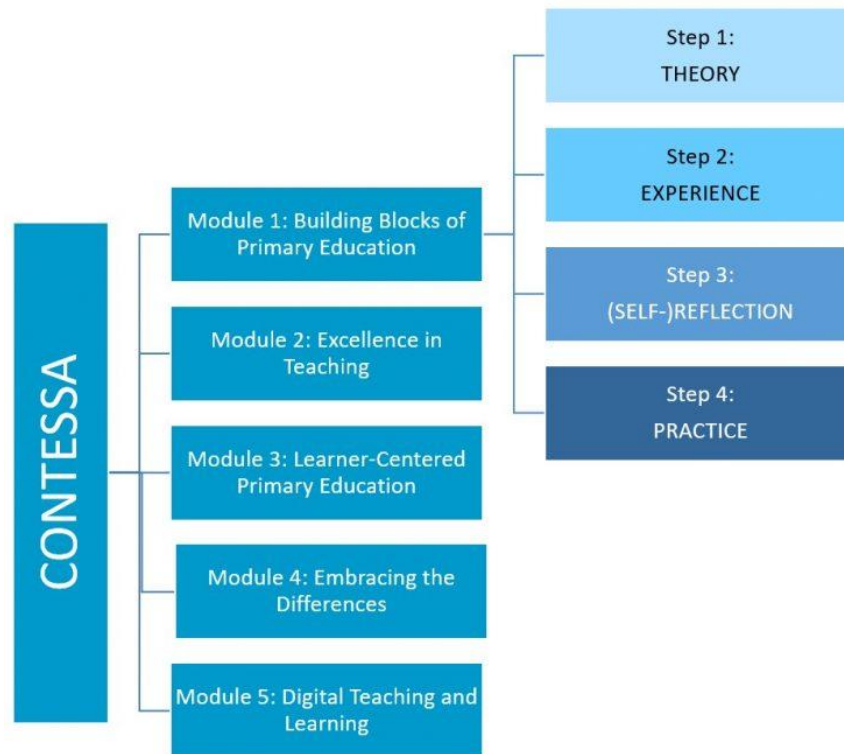 CONTESSA
Module 1: Building Blocks of
Primary Education
Module 2: Excellence in
Teaching
Module 3: Learner-Centered
Primary Education
Module 4: Embracing the
Differences
Module 5: Digital Teaching and
Learning
Step 1:
THEORY
Step 2:
EXPERIENCE
Step 3:
(SELF-)REFLECTION
Step 4:
PRACTICE